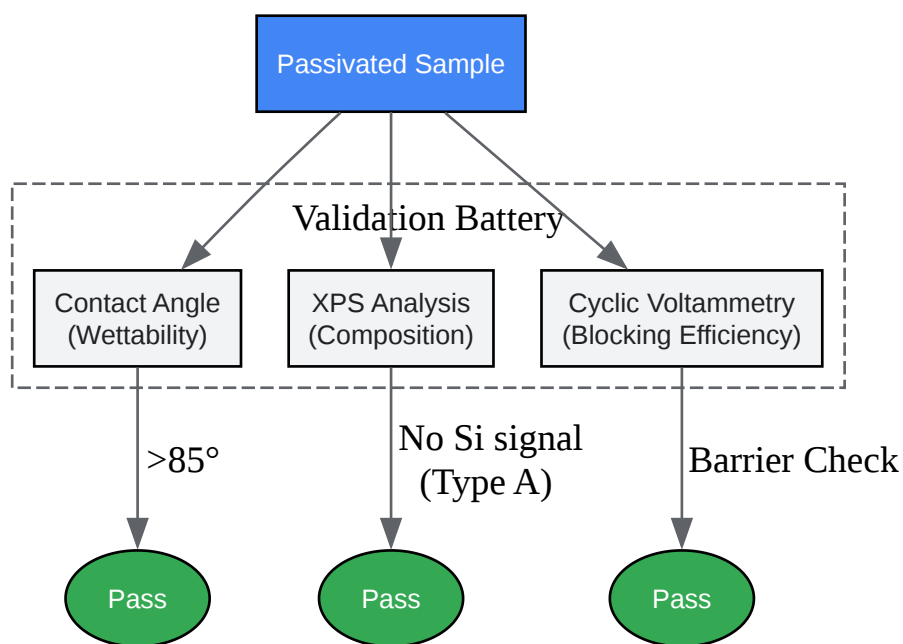 Passivated Sample
Validation Battery
Contact Angle
(Wettability)
XPS Analysis
(Composition)
Cyclic Voltammetry
(Blocking Efficiency)
>85°
No Si signal
(Type A)
Barrier Check
Pass
Pass
Pass